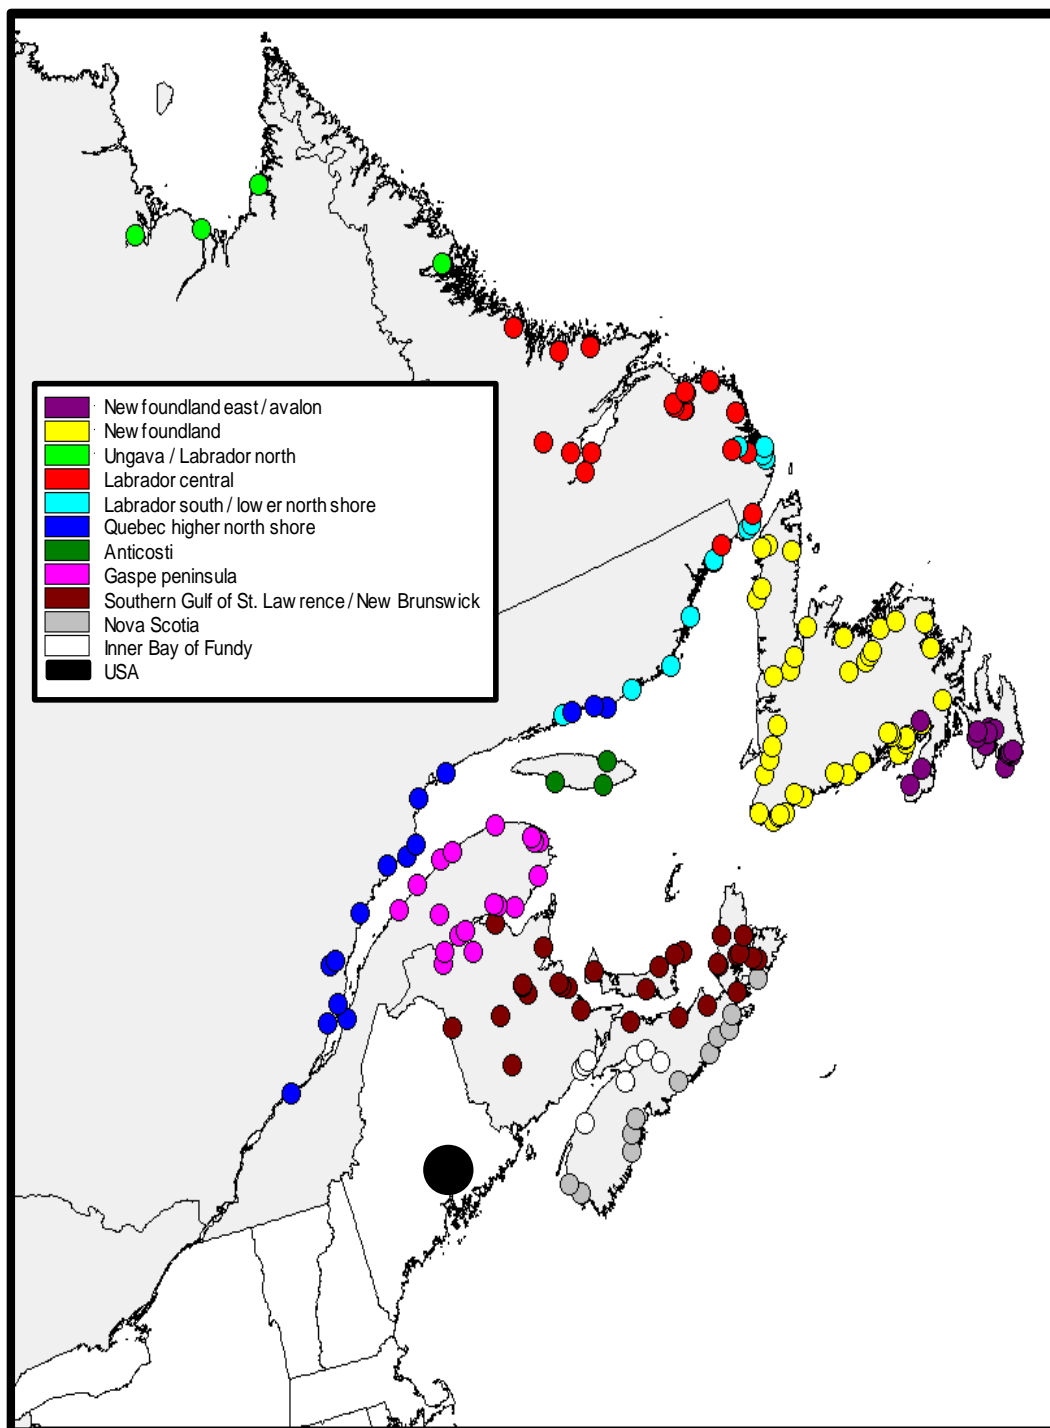 Newfoundland east / avalon
Newfoundland
Ungava / Labrador north
Labrador central
Labrador south / lower north shore
Quebec higher north shore
Anticosti
Gaspe peninsula
Southern Gulf of St. Lawrence / New Brunswick
Nova Scotia
Inner Bay of Fundy
USA